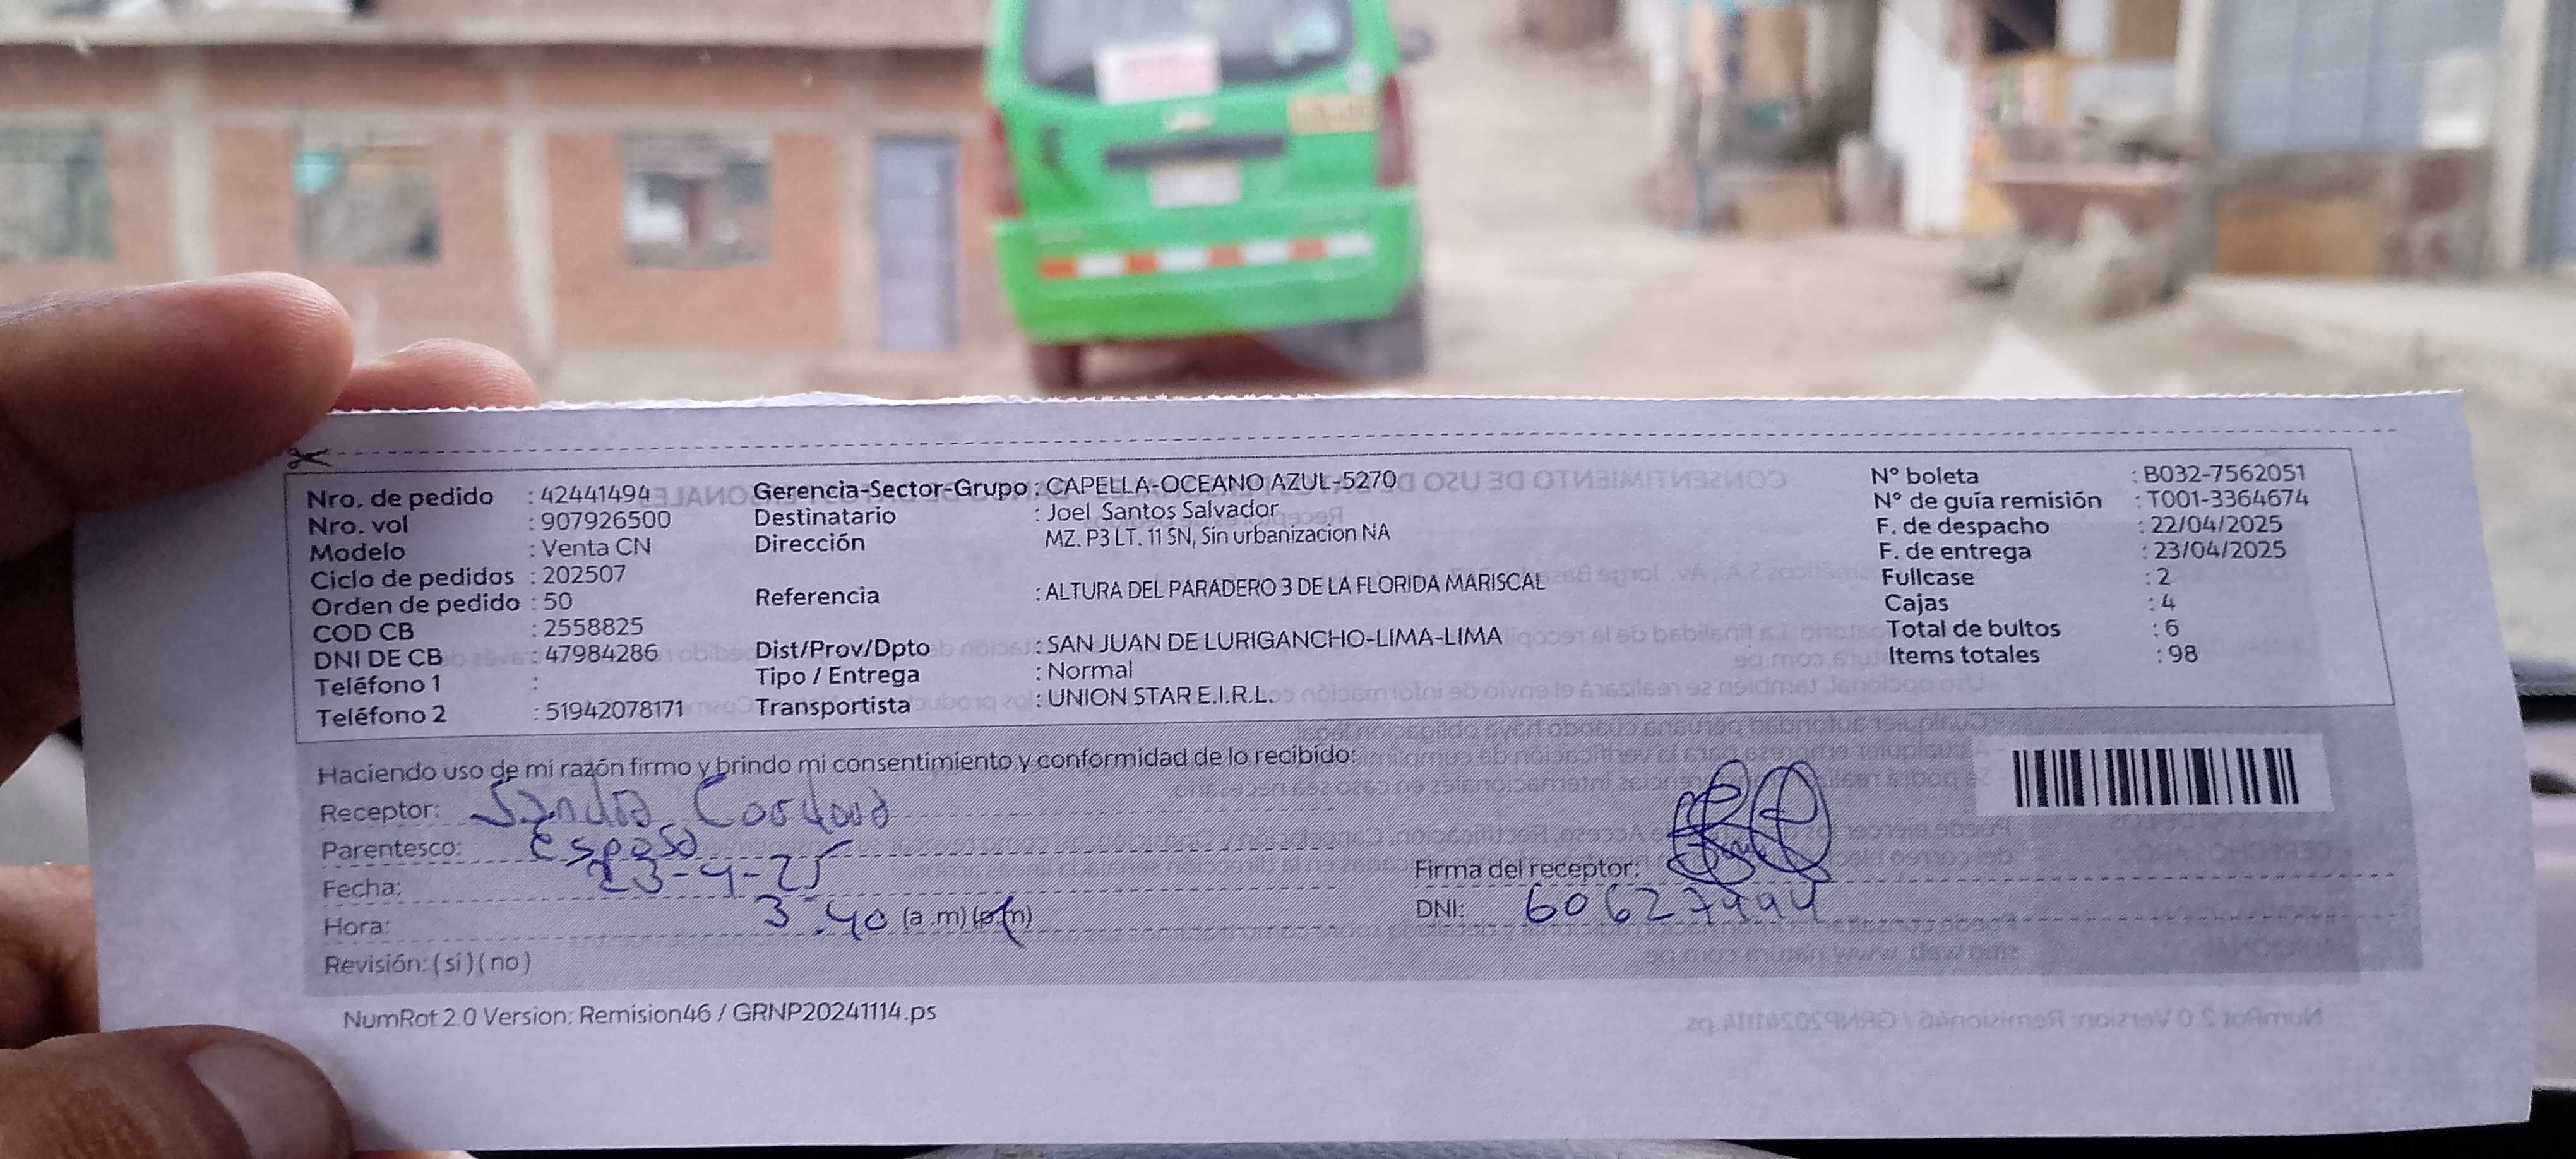 Nro. de pedido : 42441494
Nro. vol : 907926500
Modelo : Venta CN
Ciclo de pedidos : 202507
Orden de pedido : 50
COD CB : 2558825
DNI DE CB : 47984286
Teléfono 1 :
Teléfono 2 : 51942078171
Gerencia-Sector-Grupo : CAPELLA-OCEANO AZUL-5270
Destinatario : Joel Santos Salvador
Dirección MZ. P3 LT. 11 SN, Sin urbanizacion NA
Referencia : ALTURA DEL PARADERO 3 DE LA FLORIDA MARISCAL
Dist/Prov/Dpto : SAN JUAN DE LURIGANCHO-LIMA-LIMA
Tipo / Entrega : Normal
Transportista : UNION STAR E.I.R.L.
N° boleta : B032-7562051
N° de guía remisión : T001-3364674
F. de despacho : 22/04/2025
F. de entrega : 23/04/2025
Fullcase : 2
Cajas : 4
Total de bultos : 6
Items totales : 98
Haciendo uso de mi razón firmo y brindo mi consentimiento y conformidad de lo recibido:
Receptor: Sandra Cordova
Parentesco: esposa
Fecha: 23-4-25
Hora: 3:40 (a.m) (p.m)
Revisión: (si) (no)
Firma del receptor:
DNI: 60627994
NumRot 2.0 Version: Remision46 / GRNP20241114.ps